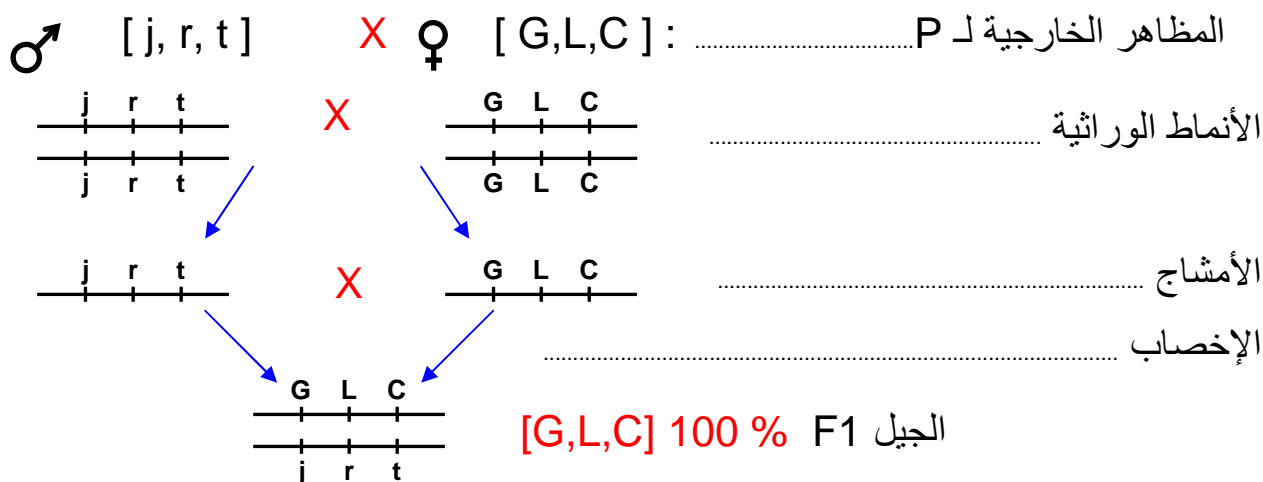 المظاهر الخارجية لـ P ................................. : [ G,L,C ] ♀ X [ j, r, t ] ♂
j r t G L C
الأنماط الوراثية ................................. X
j r t G L C
j r t G L C
الأمشاج ................................. X
الإخصاب .................................
G L C
الجيل F1 [G,L,C] 100 %
j r t